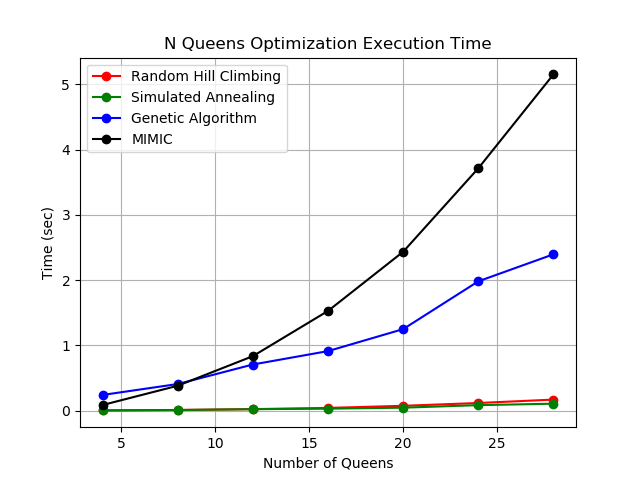 N Queens Optimization Execution Time
Random Hill Climbing
Simulated Annealing
Genetic Algorithm
MIMIC
5
4
3
2
1
0
Time (sec)
5 10 15 20 25
Number of Queens